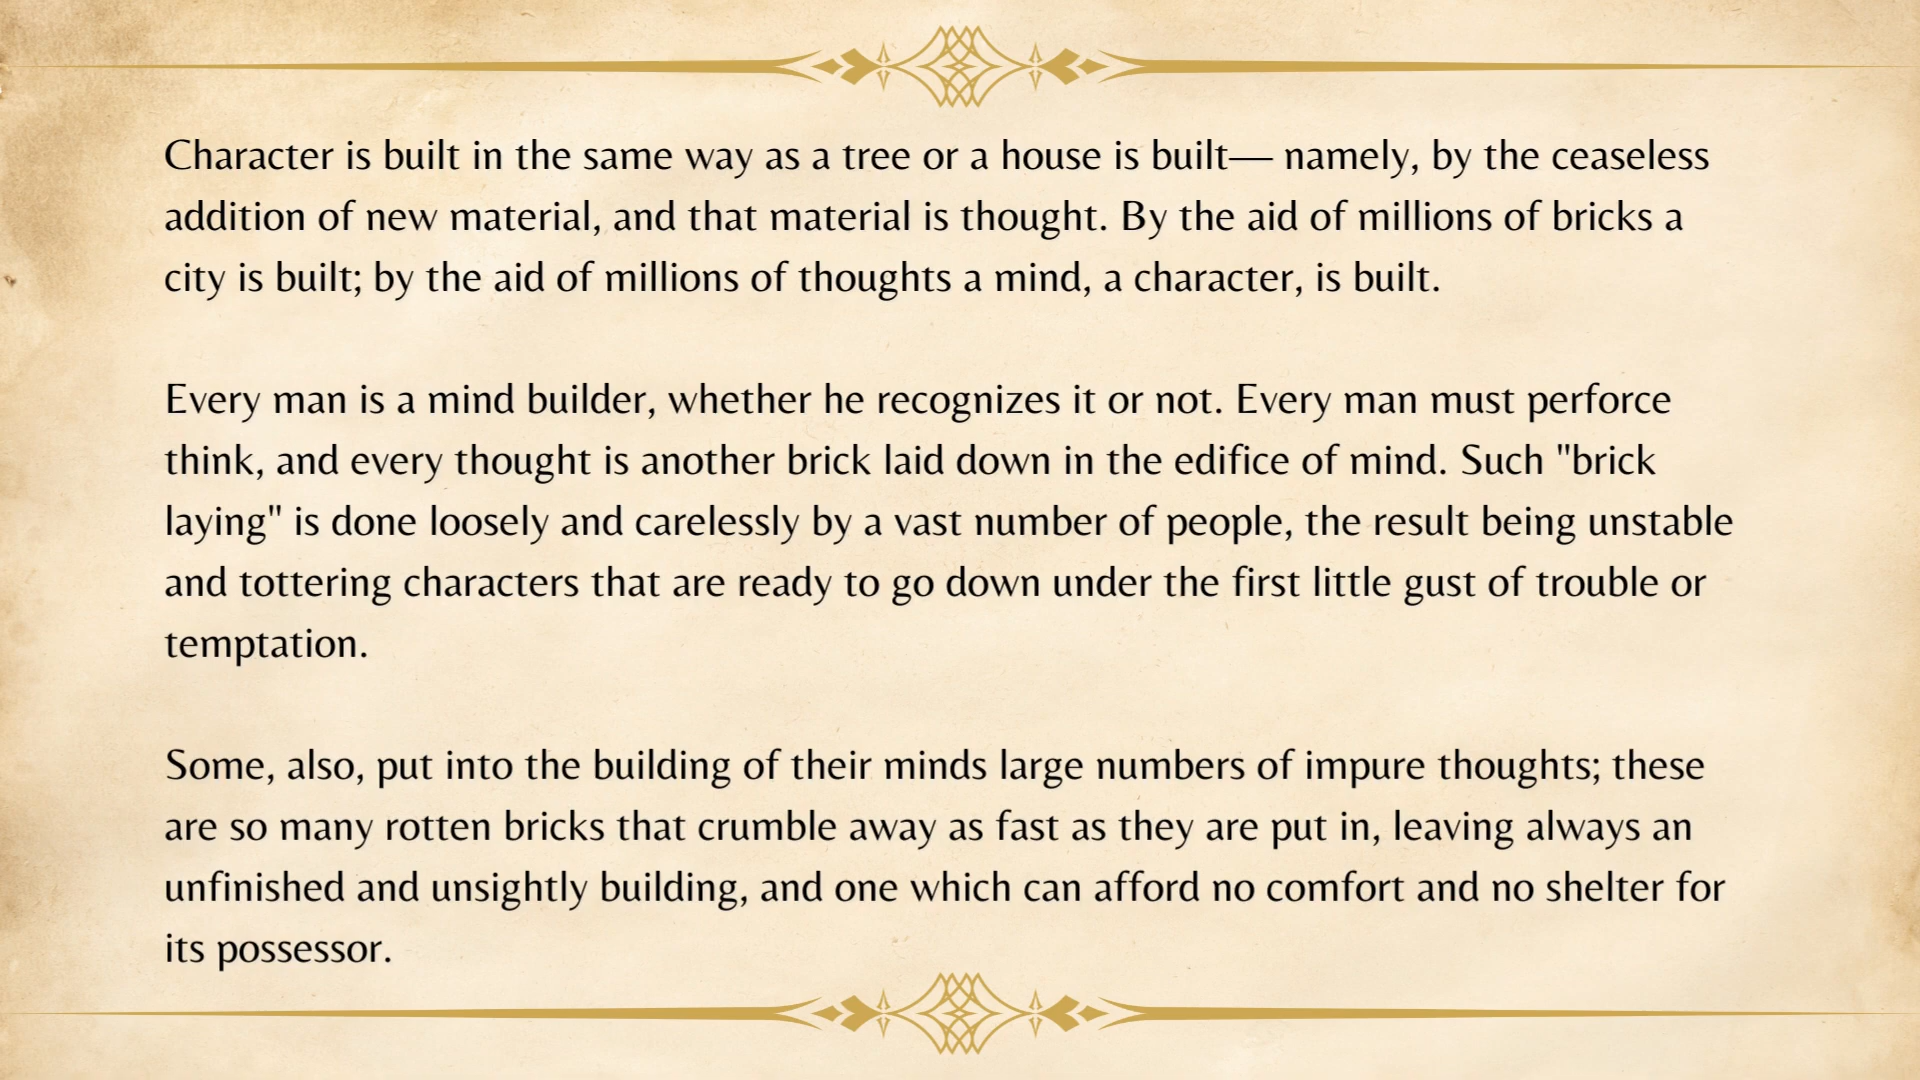 Character is built in the same way as a tree or a house is built— namely, by the ceaseless
addition of new material, and that material is thought. By the aid of millions of bricks a
city is built; by the aid of millions of thoughts a mind, a character, is built.
Every man is a mind builder, whether he recognizes it or not. Every man must perforce
think, and every thought is another brick laid down in the edifice of mind. Such "brick
laying" is done loosely and carelessly by a vast number of people, the result being unstable
and tottering characters that are ready to go down under the first little gust of trouble or
temptation.
Some, also, put into the building of their minds large numbers of impure thoughts; these
are so many rotten bricks that crumble away as fast as they are put in, leaving always an
unfinished and unsightly building, and one which can afford no comfort and no shelter for
its possessor.